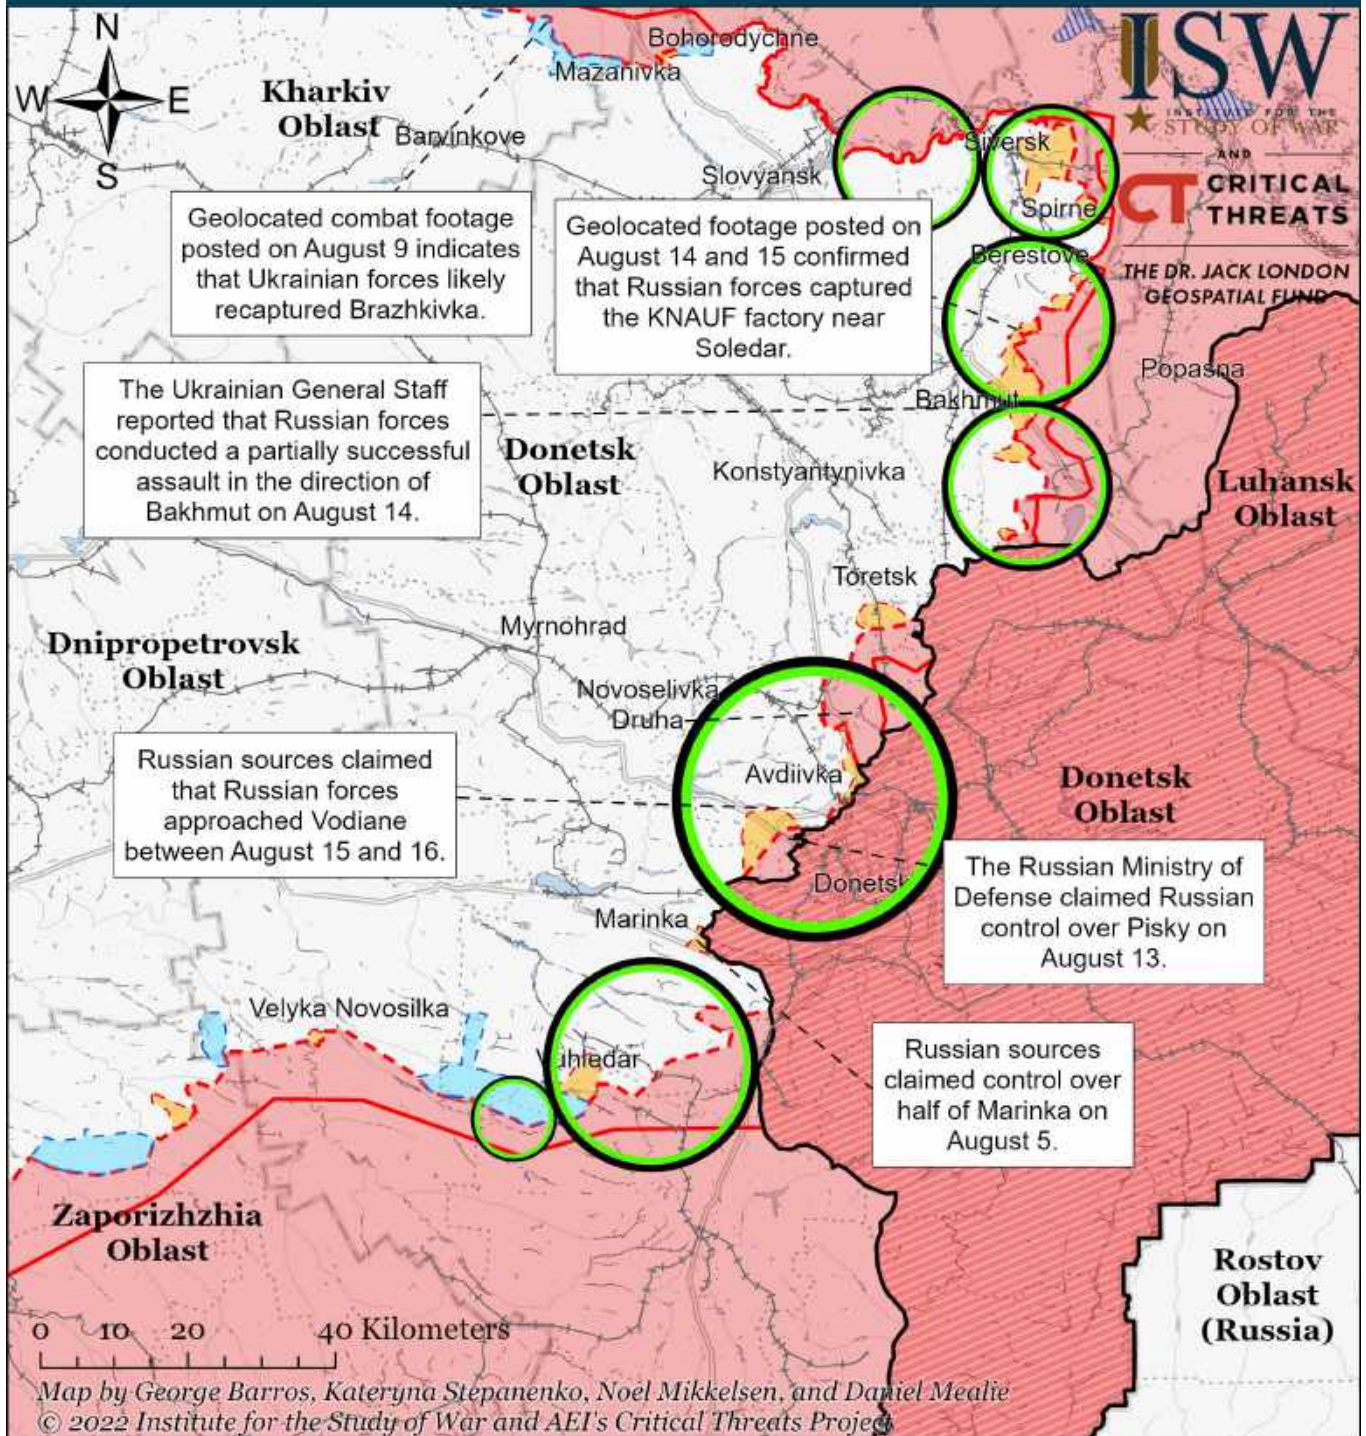 N
W
E
S
ISW
INSTITUTE FOR THE
STUDY OF WAR
AND
CT CRITICAL
THREATS
THE DR. JACK LONDON
GEOSPATIAL FUND
Bohorodychne
Mazanivka
Kharkiv
Oblast
Barvinkove
Slovyansk
Siversk
Spirne
Berestove
Geolocated combat footage
posted on August 9 indicates
that Ukrainian forces likely
recaptured Brazhkivka.
Geolocated footage posted on
August 14 and 15 confirmed
that Russian forces captured
the KNAUF factory near
Soledar.
Popasna
The Ukrainian General Staff
reported that Russian forces
conducted a partially successful
assault in the direction of
Bakhmut on August 14.
Bakhmut
Donetsk
Oblast
Konstyantynivka
Luhansk
Oblast
Toretsk
Myrnohrad
Dnipropetrovsk
Oblast
Novoselivka
Druha
Avdiivka
Russian sources claimed
that Russian forces
approached Vodiane
between August 15 and 16.
Donetsk
Oblast
Donetsk
The Russian Ministry of
Defense claimed Russian
control over Pisky on
August 13.
Marinka
Velyka Novosilka
Vuhledar
Russian sources
claimed control over
half of Marinka on
August 5.
Zaporizhzhia
Oblast
Rostov
Oblast
(Russia)
0 10 20 40 Kilometers
Map by George Barros, Kateryna Stepanenko, Noel Mikkelsen, and Daniel Mealie
© 2022 Institute for the Study of War and AEI's Critical Threats Project